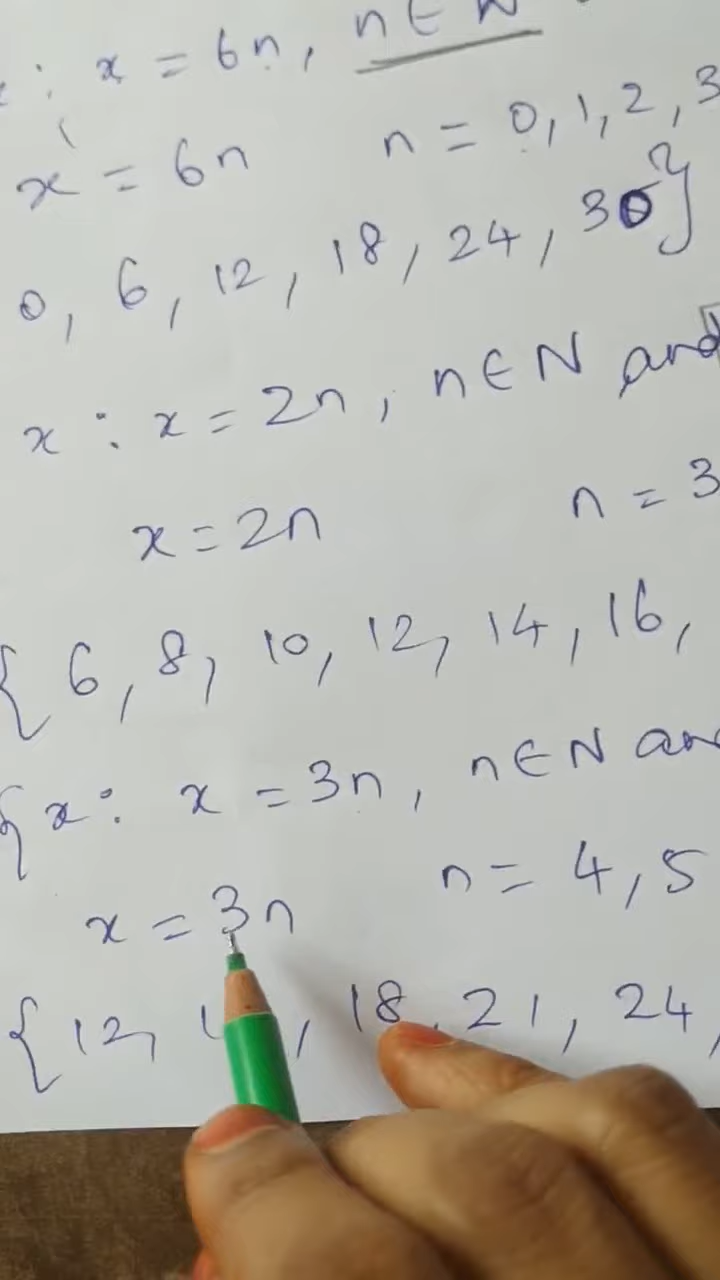 : x = 6n, n ∈ N
x = 6n n = 0, 1, 2, 3
0, 6, 12, 18, 24, 30}
x : x = 2n, n ∈ N and
x = 2n n = 3
{6, 8, 10, 12, 14, 16,
{x : x = 3n, n ∈ N an
x = 3n n = 4, 5
{12, 18, 21, 24,